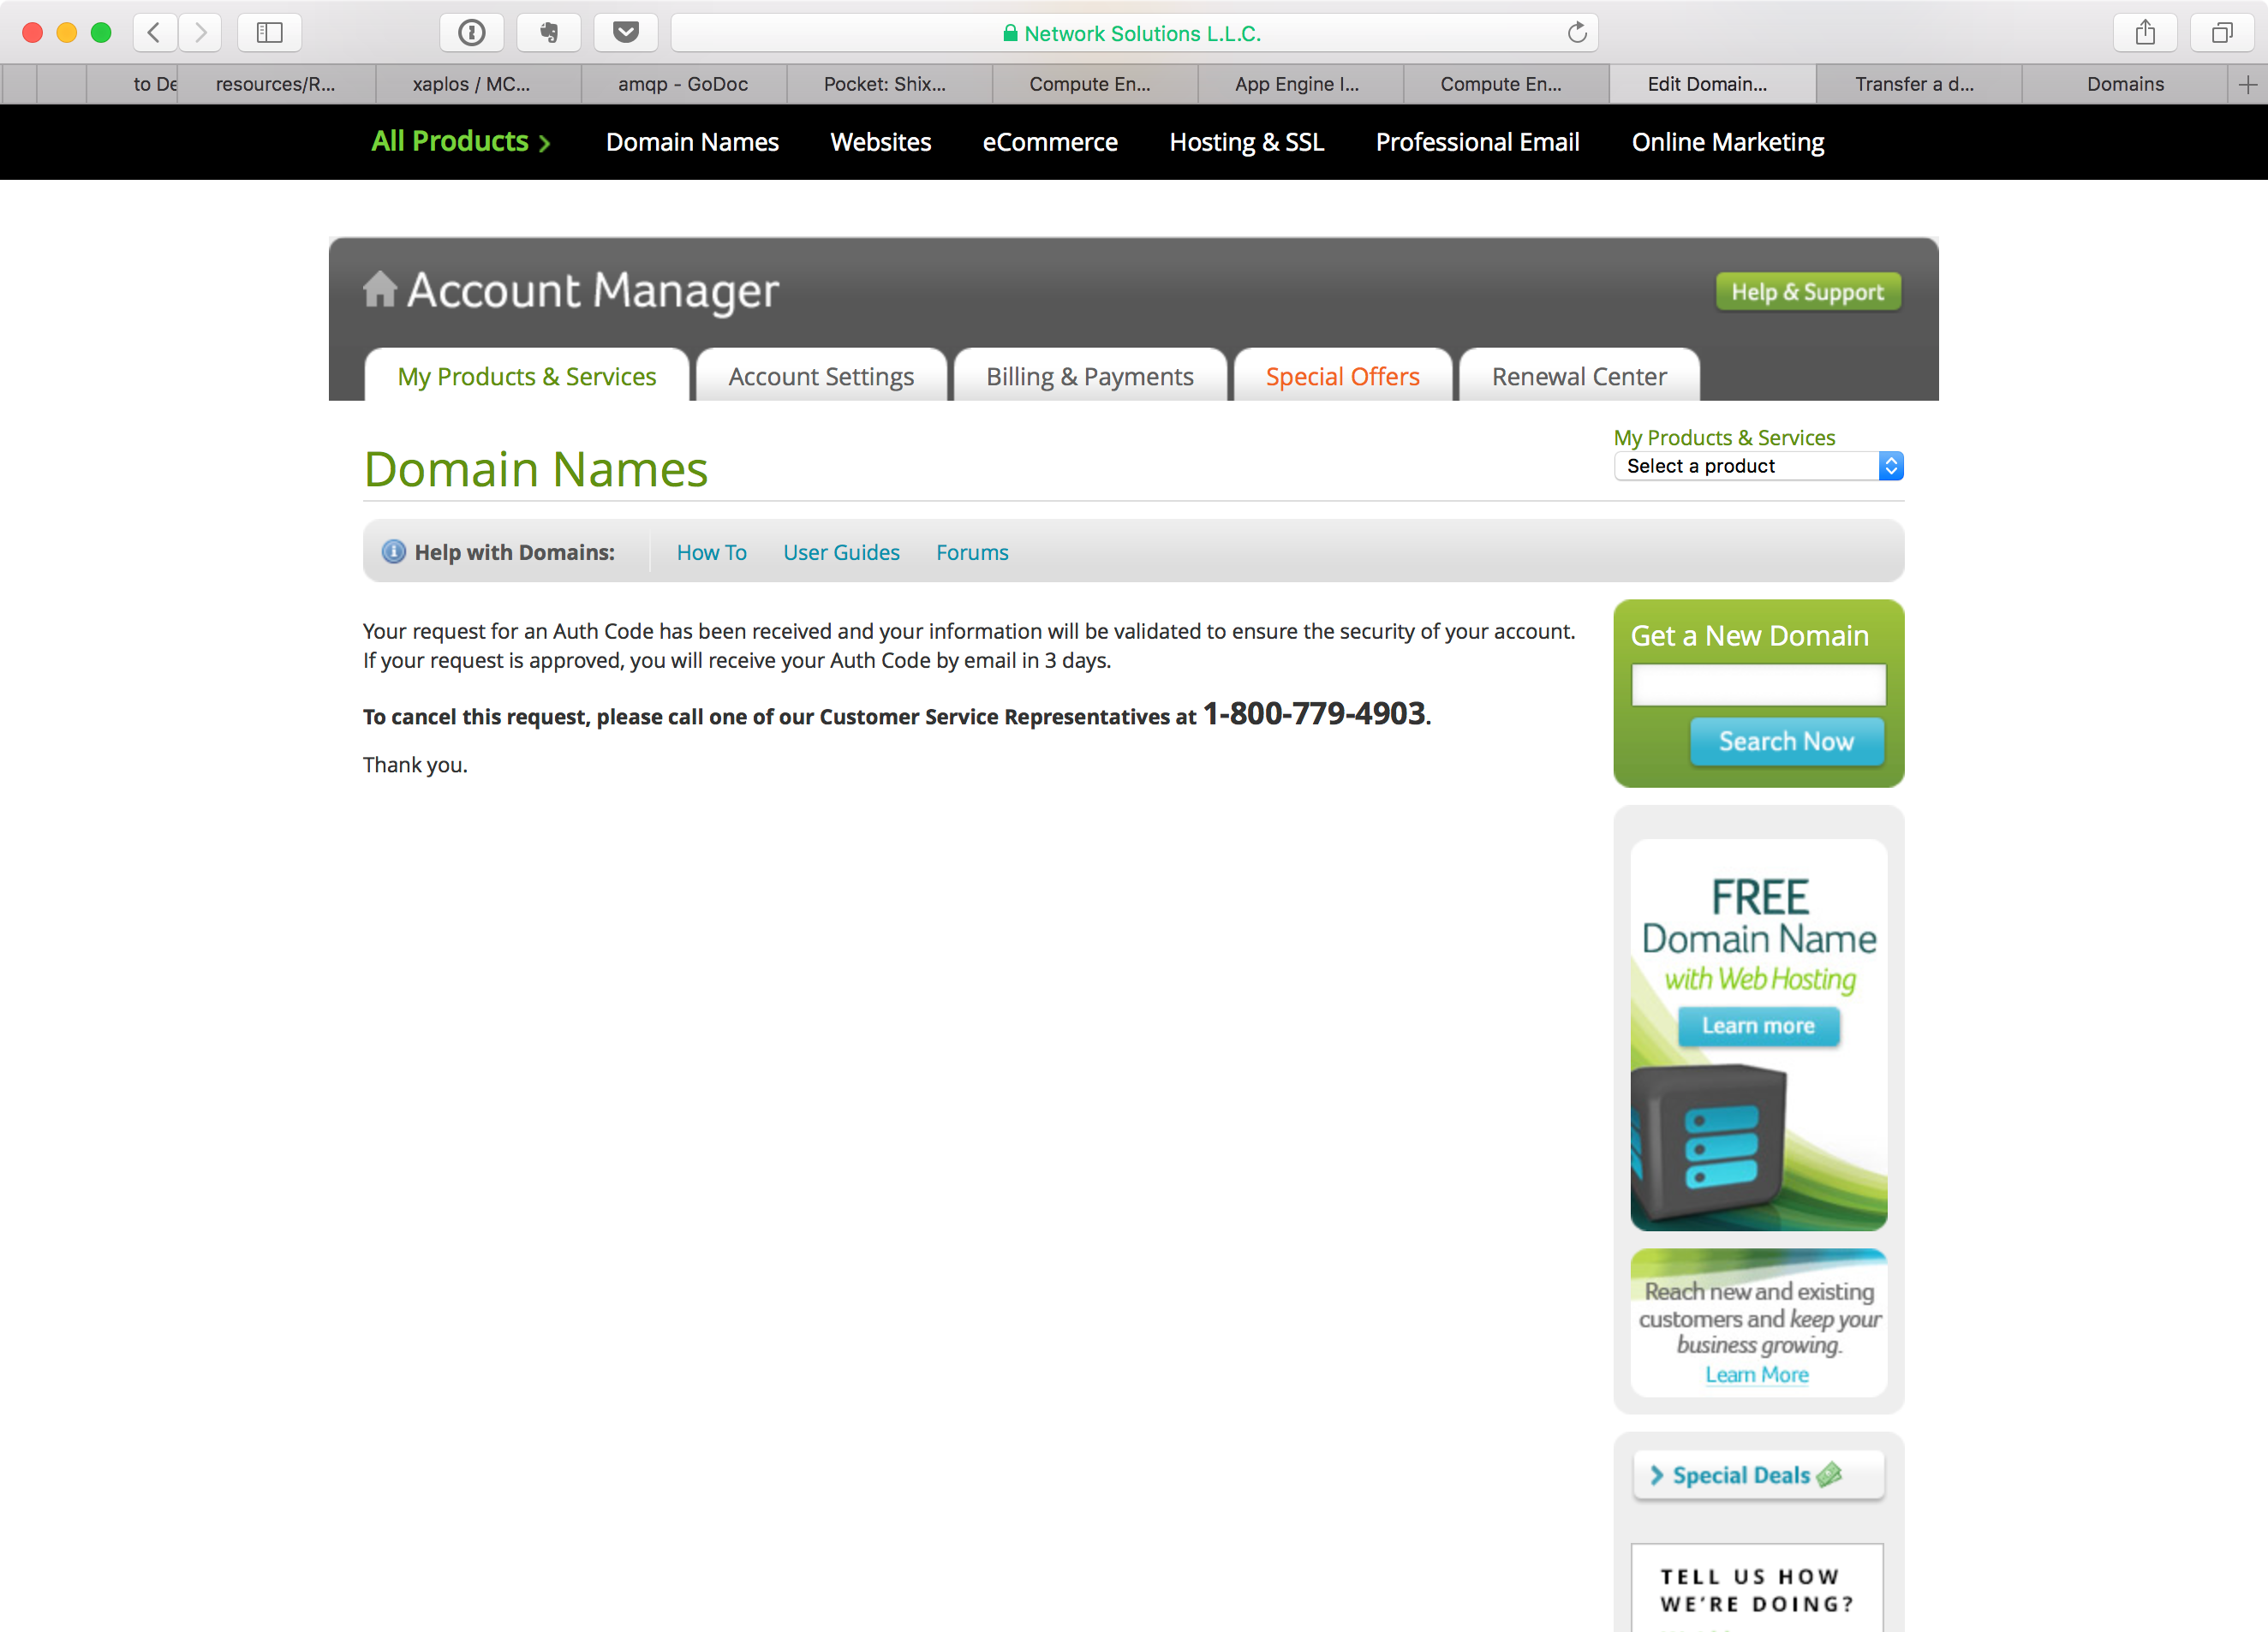 Network Solutions L.L.C.
to De
resources/R...
xaplos / MC...
amqp - GoDoc
Pocket: Shix...
Compute En...
App Engine I...
Compute En...
Edit Domain...
Transfer a d...
Domains
All Products
Domain Names
Websites
eCommerce
Hosting & SSL
Professional Email
Online Marketing
Account Manager
Help & Support
My Products & Services
Account Settings
Billing & Payments
Special Offers
Renewal Center
Domain Names
My Products & Services
Select a product
Help with Domains:
How To
User Guides
Forums
Your request for an Auth Code has been received and your information will be validated to ensure the security of your account.
If your request is approved, you will receive your Auth Code by email in 3 days.
To cancel this request, please call one of our Customer Service Representatives at 1-800-779-4903.
Thank you.
Get a New Domain
Search Now
FREE
Domain Name
with Web Hosting
Learn more
Reach new and existing
customers and keep your
business growing.
Learn More
Special Deals
TELL US HOW
WE'RE DOING?